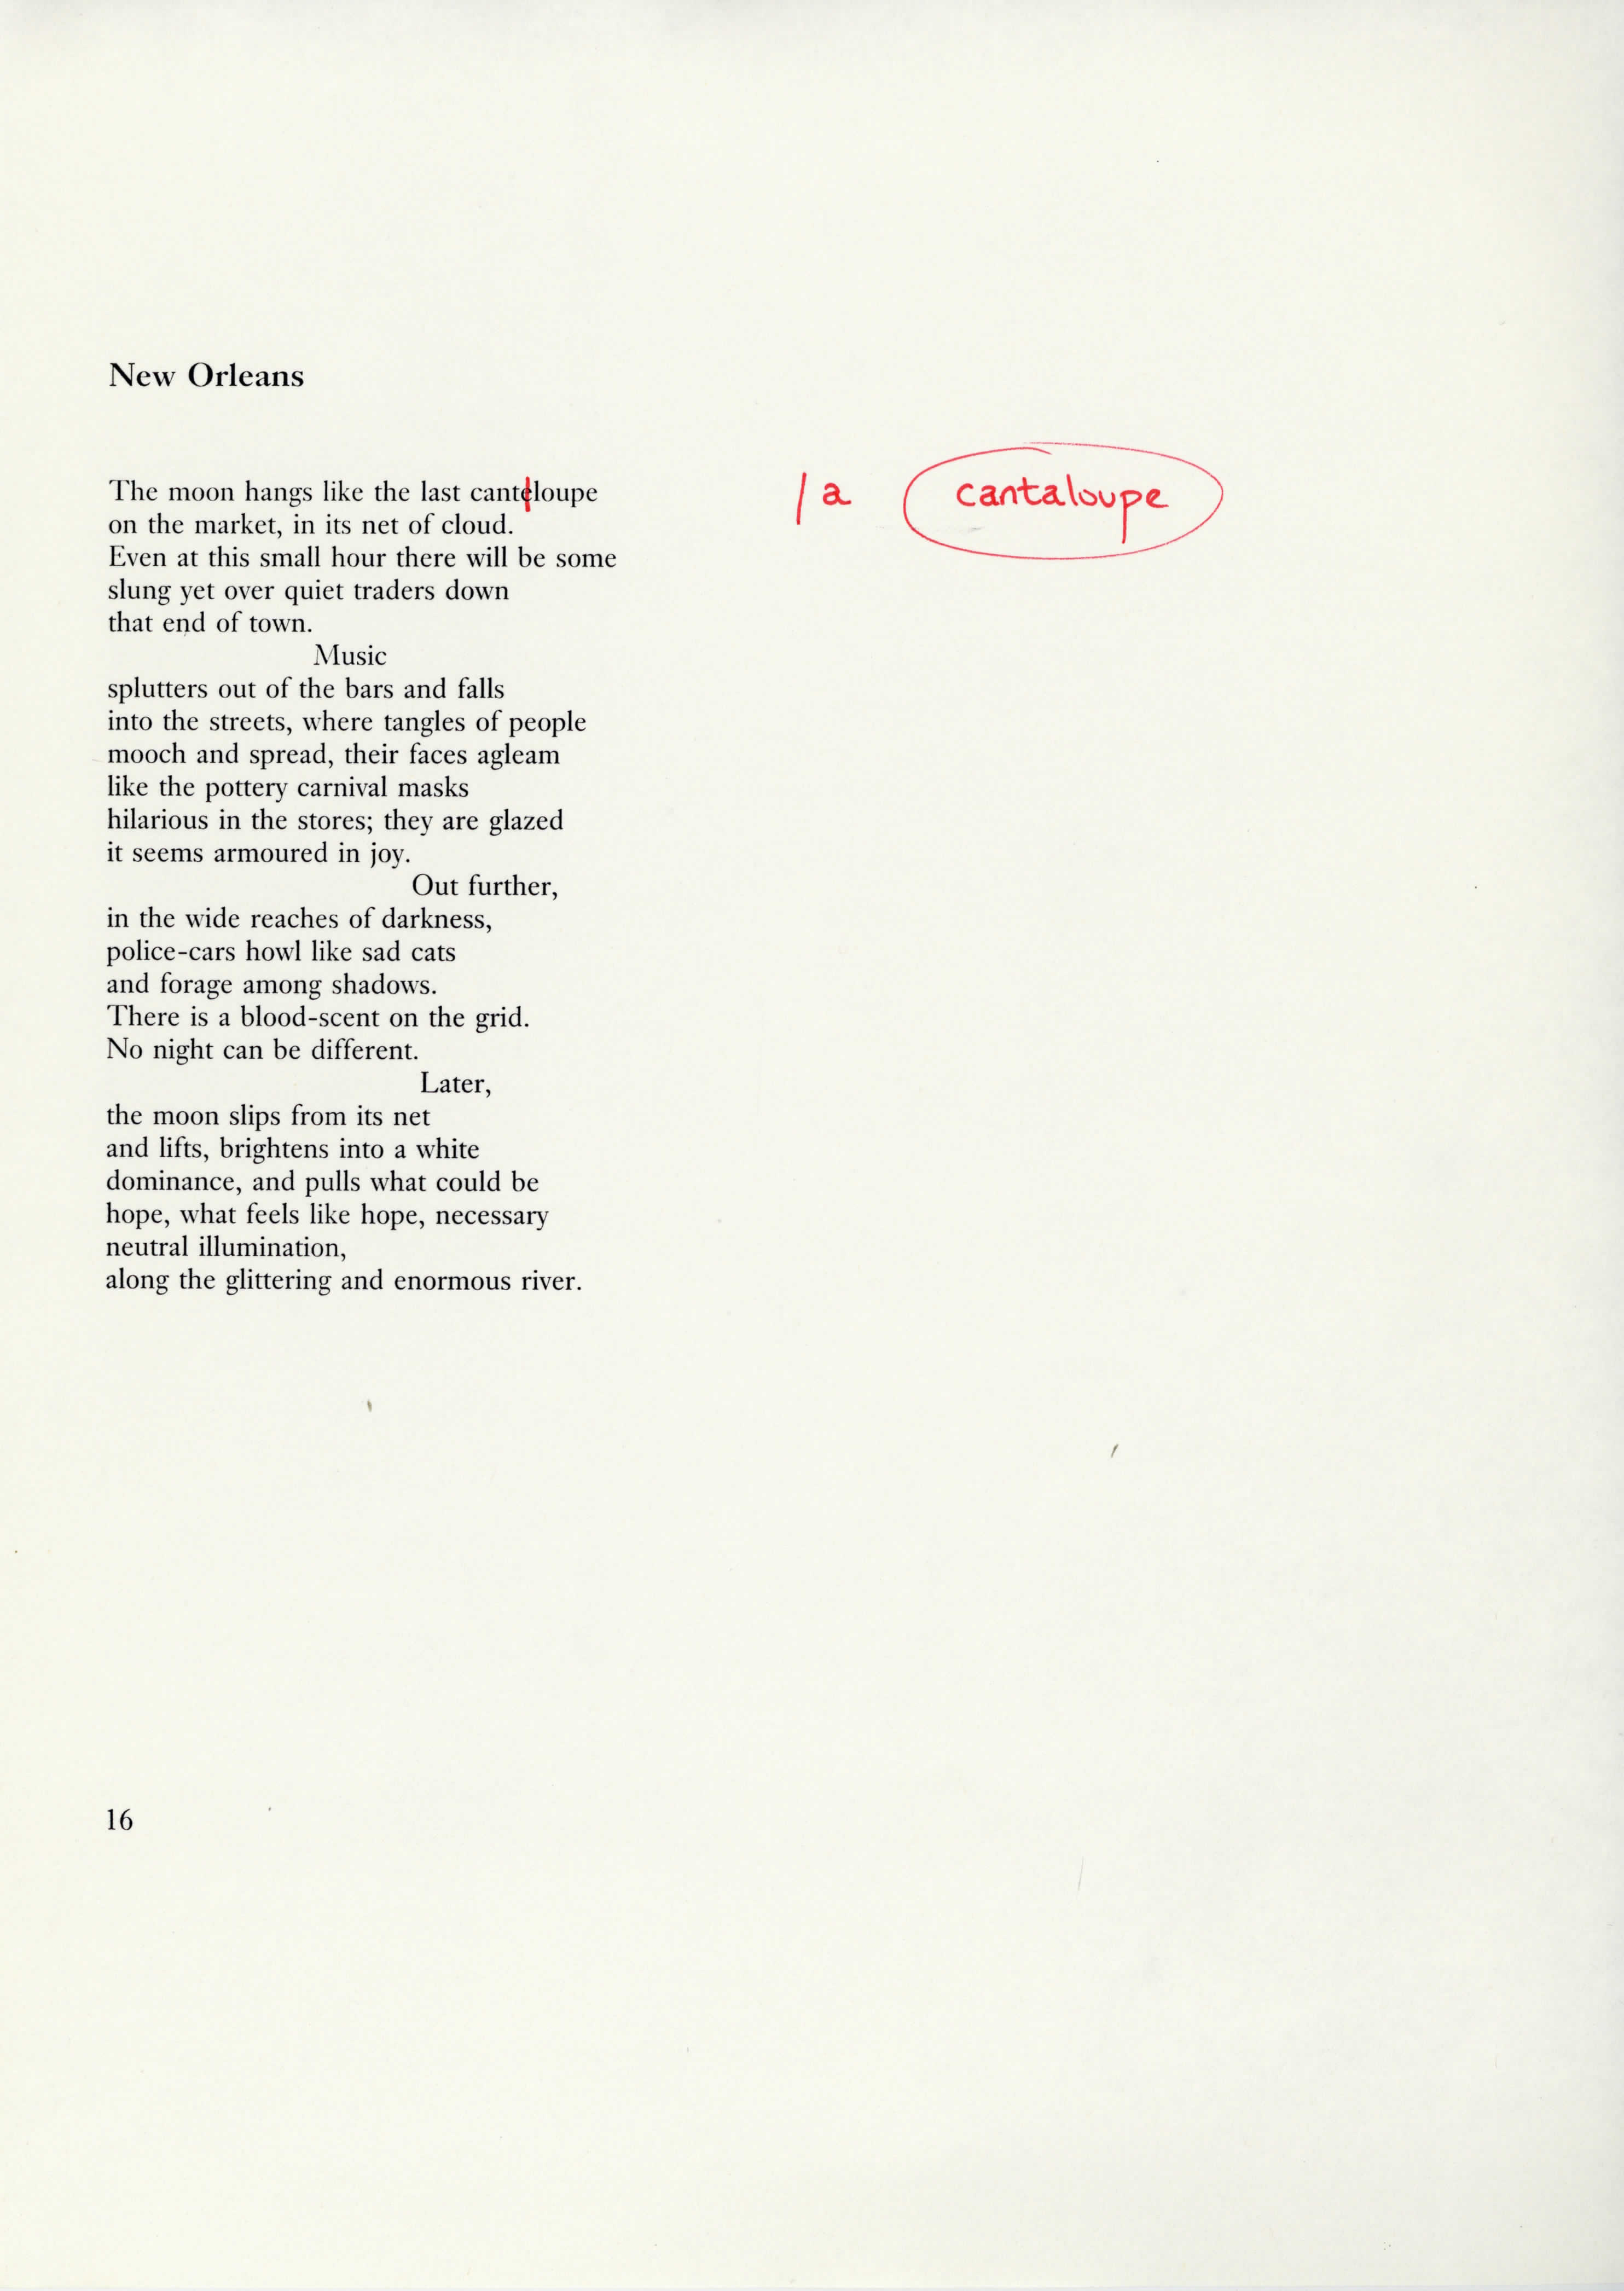 New Orleans
The moon hangs like the last canteloupe / a cantaloupe
on the market, in its net of cloud.
Even at this small hour there will be some
slung yet over quiet traders down
that end of town.
Music
splutters out of the bars and falls
into the streets, where tangles of people
mooch and spread, their faces agleam
like the pottery carnival masks
hilarious in the stores; they are glazed
it seems armoured in joy.
Out further,
in the wide reaches of darkness,
police-cars howl like sad cats
and forage among shadows.
There is a blood-scent on the grid.
No night can be different.
Later,
the moon slips from its net
and lifts, brightens into a white
dominance, and pulls what could be
hope, what feels like hope, necessary
neutral illumination,
along the glittering and enormous river.
16